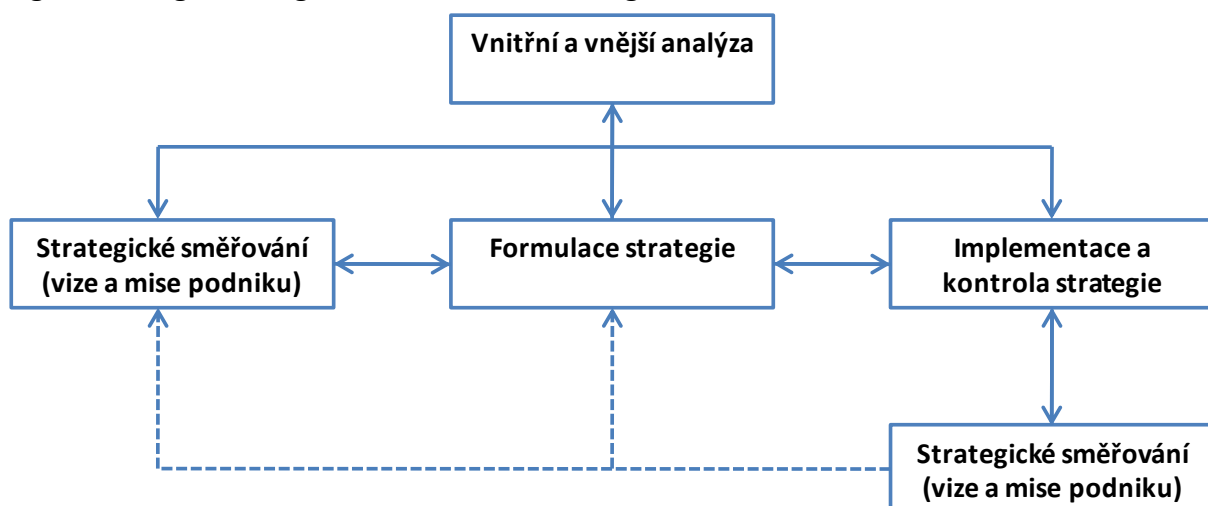 Vnitřní a vnější analýza
Strategické směřování
(vize a mise podniku)
Formulace strategie
Implementace a
kontrola strategie
Strategické směřování
(vize a mise podniku)